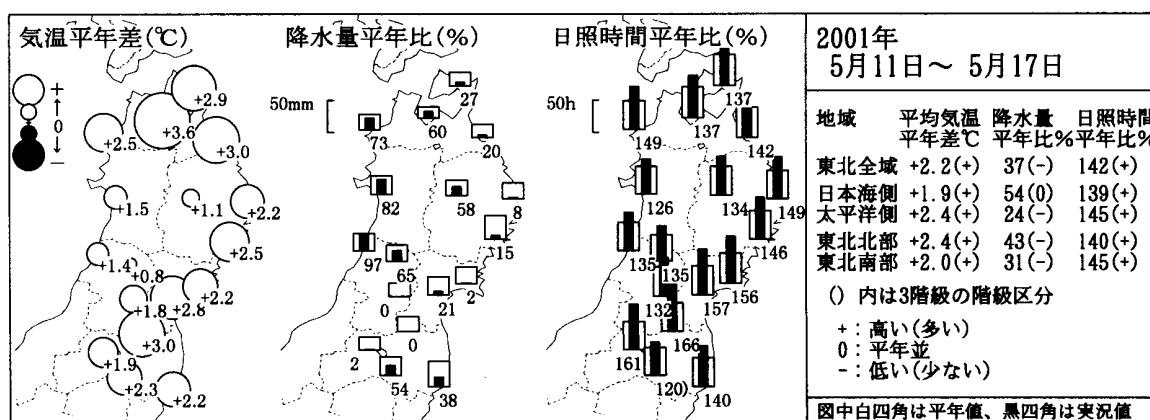 気温平年差(℃)
+
↑
0
↓
−
+2.9
+3.6
+2.5
+3.0
+1.5
+1.1
+2.2
+2.5
+1.4
+0.8
+2.2
+1.8
+2.8
+3.0
+1.9
+2.3
+2.2
降水量平年比(%)
50mm
27
60
73
20
82
58
8
15
97
65
2
0
21
0
2
54
38
日照時間平年比(%)
50h
137
137
149
142
126
134
149
146
135
135
156
132
157
166
161
120)
140
2001年
5月11日～ 5月17日
地域 平均気温 降水量 日照時間
平年差℃ 平年比% 平年比%
東北全域 +2.2(+) 37(-) 142(+)
日本海側 +1.9(+) 54(0) 139(+)
太平洋側 +2.4(+) 24(-) 145(+)
東北北部 +2.4(+) 43(-) 140(+)
東北南部 +2.0(+) 31(-) 145(+)
() 内は3階級の階級区分
+：高い(多い)
0：平年並
-：低い(少ない)
図中白四角は平年値、黒四角は実況値